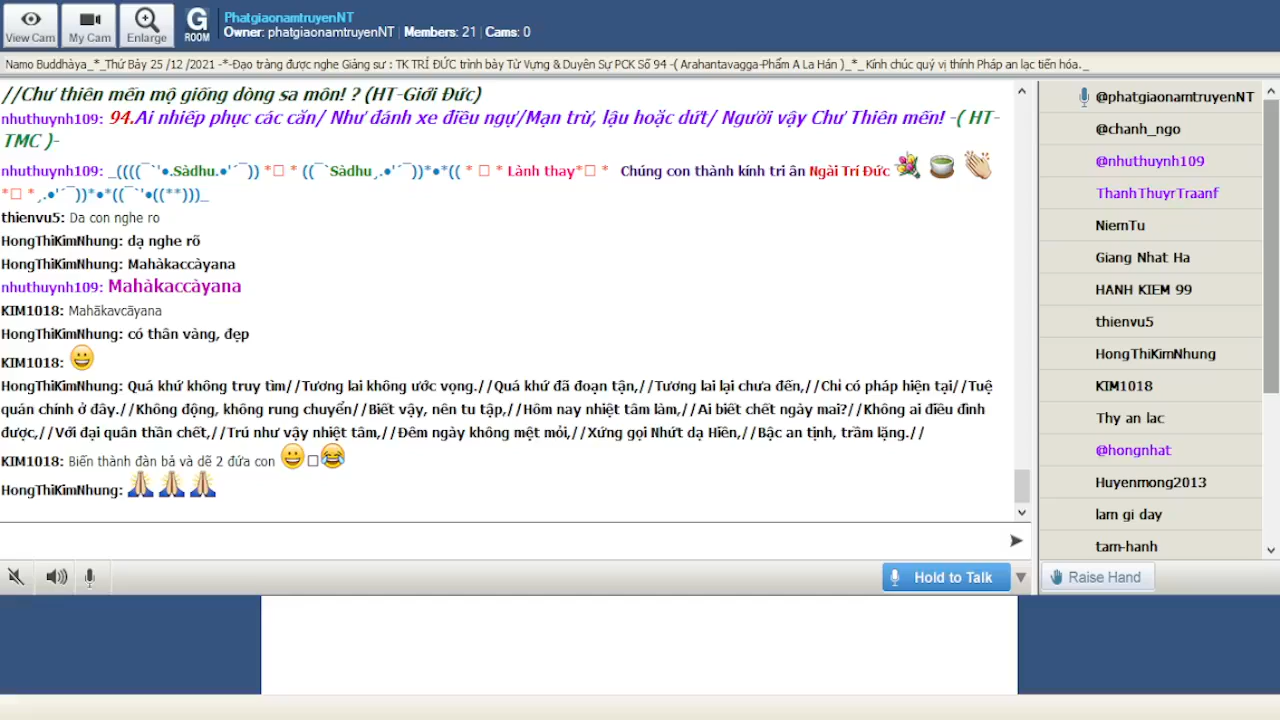 View Cam
My Cam
Enlarge
G
ROOM
PhatgiaonamtruyenNT
Owner: phatgiaonamtruyenNT | Members: 21 | Cams: 0
Namo Buddhàya_*_Thứ Bảy 25 /12 /2021 -*-Đạo tràng được nghe Giảng sư : TK TRÍ ĐỨC trình bày Từ Vựng & Duyên Sự PCK Số 94 -( Arahantavagga-Phẩm A La Hán )_*_ Kính chúc quý vị thính Pháp an lạc tiến hóa._
//Chư thiên mến mộ giống dòng sa môn! ? (HT-Giới Đức)
nhuthuynh109: 94.Ai nhiếp phục các căn/ Như đánh xe điều ngự/Mạn trừ, lậu hoặc dứt/ Người vậy Chư Thiên mến! -( HT-
TMC )-
nhuthuynh109: _((((¯`'●.Sàdhu.●'´¯)) *□ * ((¯`Sàdhu¸.●'´¯))*●*(( * □ * Lành thay*□ * Chúng con thành kính tri ân Ngài Trí Đức
*□ *¸.●'´¯))*●*((¯`'●((**)))_
thienvu5: Da con nghe ro
HongThiKimNhung: dạ nghe rõ
HongThiKimNhung: Mahàkaccàyana
nhuthuynh109: Mahàkaccàyana
KIM1018: Mahākavcāyana
HongThiKimNhung: có thân vàng, đẹp
KIM1018: 😀
HongThiKimNhung: Quá khứ không truy tìm//Tương lai không ước vọng.//Quá khứ đã đoạn tận,//Tương lai lại chưa đến,//Chỉ có pháp hiện tại//Tuệ
quán chính ở đây.//Không động, không rung chuyển//Biết vậy, nên tu tập,//Hôm nay nhiệt tâm làm,//Ai biết chết ngày mai?//Không ai điều đình
được,//Với đại quân thần chết,//Trú như vậy nhiệt tâm,//Đêm ngày không mệt mỏi,//Xứng gọi Nhứt dạ Hiền,//Bậc an tịnh, trầm lặng.//
KIM1018: Biến thành đàn bả và dẽ 2 đứa con 😀□😂
HongThiKimNhung: 🙏🙏🙏
Hold to Talk
@phatgiaonamtruyenNT
@chanh_ngo
@nhuthuynh109
ThanhThuyrTraanf
NiemTu
Giang Nhat Ha
HANH KIEM 99
thienvu5
HongThiKimNhung
KIM1018
Thy an lac
@hongnhat
Huyenmong2013
lam gi day
tam-hanh
Raise Hand